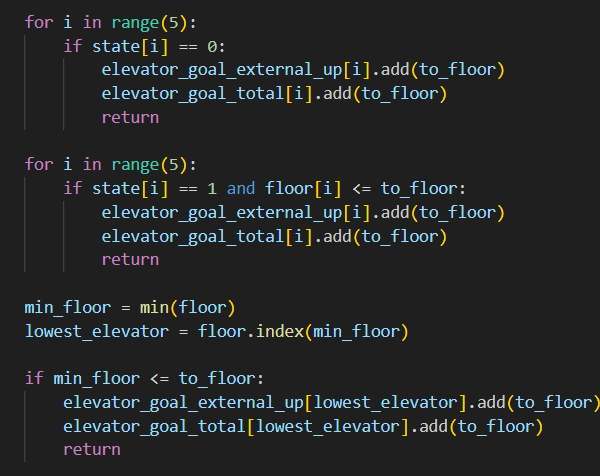 for i in range(5):
    if state[i] == 0:
        elevator_goal_external_up[i].add(to_floor)
        elevator_goal_total[i].add(to_floor)
        return

for i in range(5):
    if state[i] == 1 and floor[i] <= to_floor:
        elevator_goal_external_up[i].add(to_floor)
        elevator_goal_total[i].add(to_floor)
        return

min_floor = min(floor)
lowest_elevator = floor.index(min_floor)

if min_floor <= to_floor:
    elevator_goal_external_up[lowest_elevator].add(to_floor)
    elevator_goal_total[lowest_elevator].add(to_floor)
    return